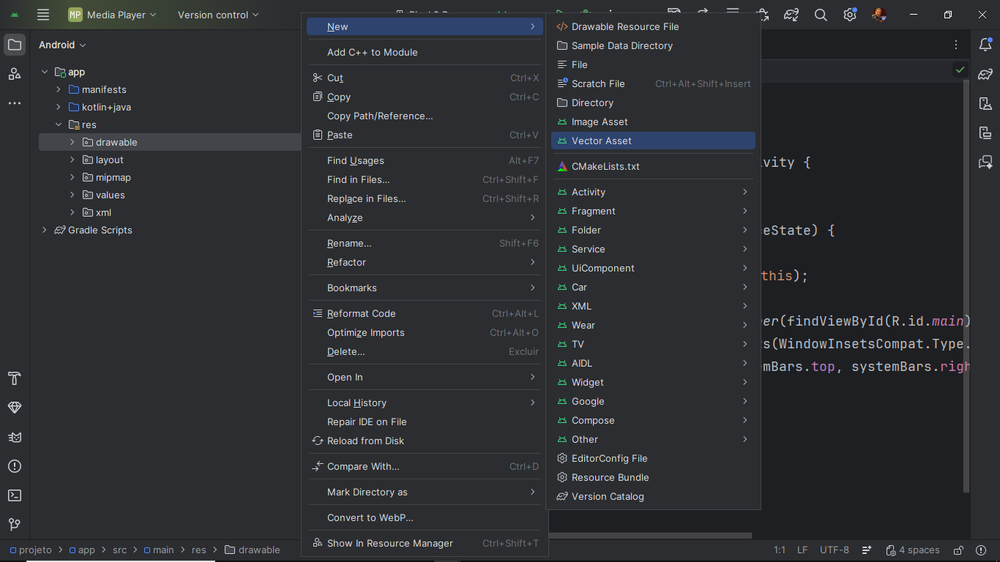 MP Media Player Version control
Android
app
manifests
kotlin+java
res
drawable
layout
mipmap
values
xml
Gradle Scripts
New
Add C++ to Module
Cut Ctrl+X
Copy Ctrl+C
Copy Path/Reference...
Paste Ctrl+V
Find Usages Alt+F7
Find in Files... Ctrl+Shift+F
Replace in Files... Ctrl+Shift+R
Analyze
Rename... Shift+F6
Refactor
Bookmarks
Reformat Code Ctrl+Alt+L
Optimize Imports Ctrl+Alt+O
Delete... Excluir
Open In
Local History
Repair IDE on File
Reload from Disk
Compare With... Ctrl+D
Mark Directory as
Convert to WebP...
Show In Resource Manager Ctrl+Shift+T
Drawable Resource File
Sample Data Directory
File
Scratch File Ctrl+Alt+Shift+Insert
Directory
Image Asset
Vector Asset
CMakeLists.txt
Activity
Fragment
Folder
Service
UiComponent
Car
XML
Wear
TV
AIDL
Widget
Google
Compose
Other
EditorConfig File
Resource Bundle
Version Catalog
ivity {
ceState) {
this);
er(findViewById(R.id.main)
s(WindowInsetsCompat.Type.
emBars.top, systemBars.righ
projeto > app > src > main > res > drawable
1:1 LF UTF-8 4 spaces